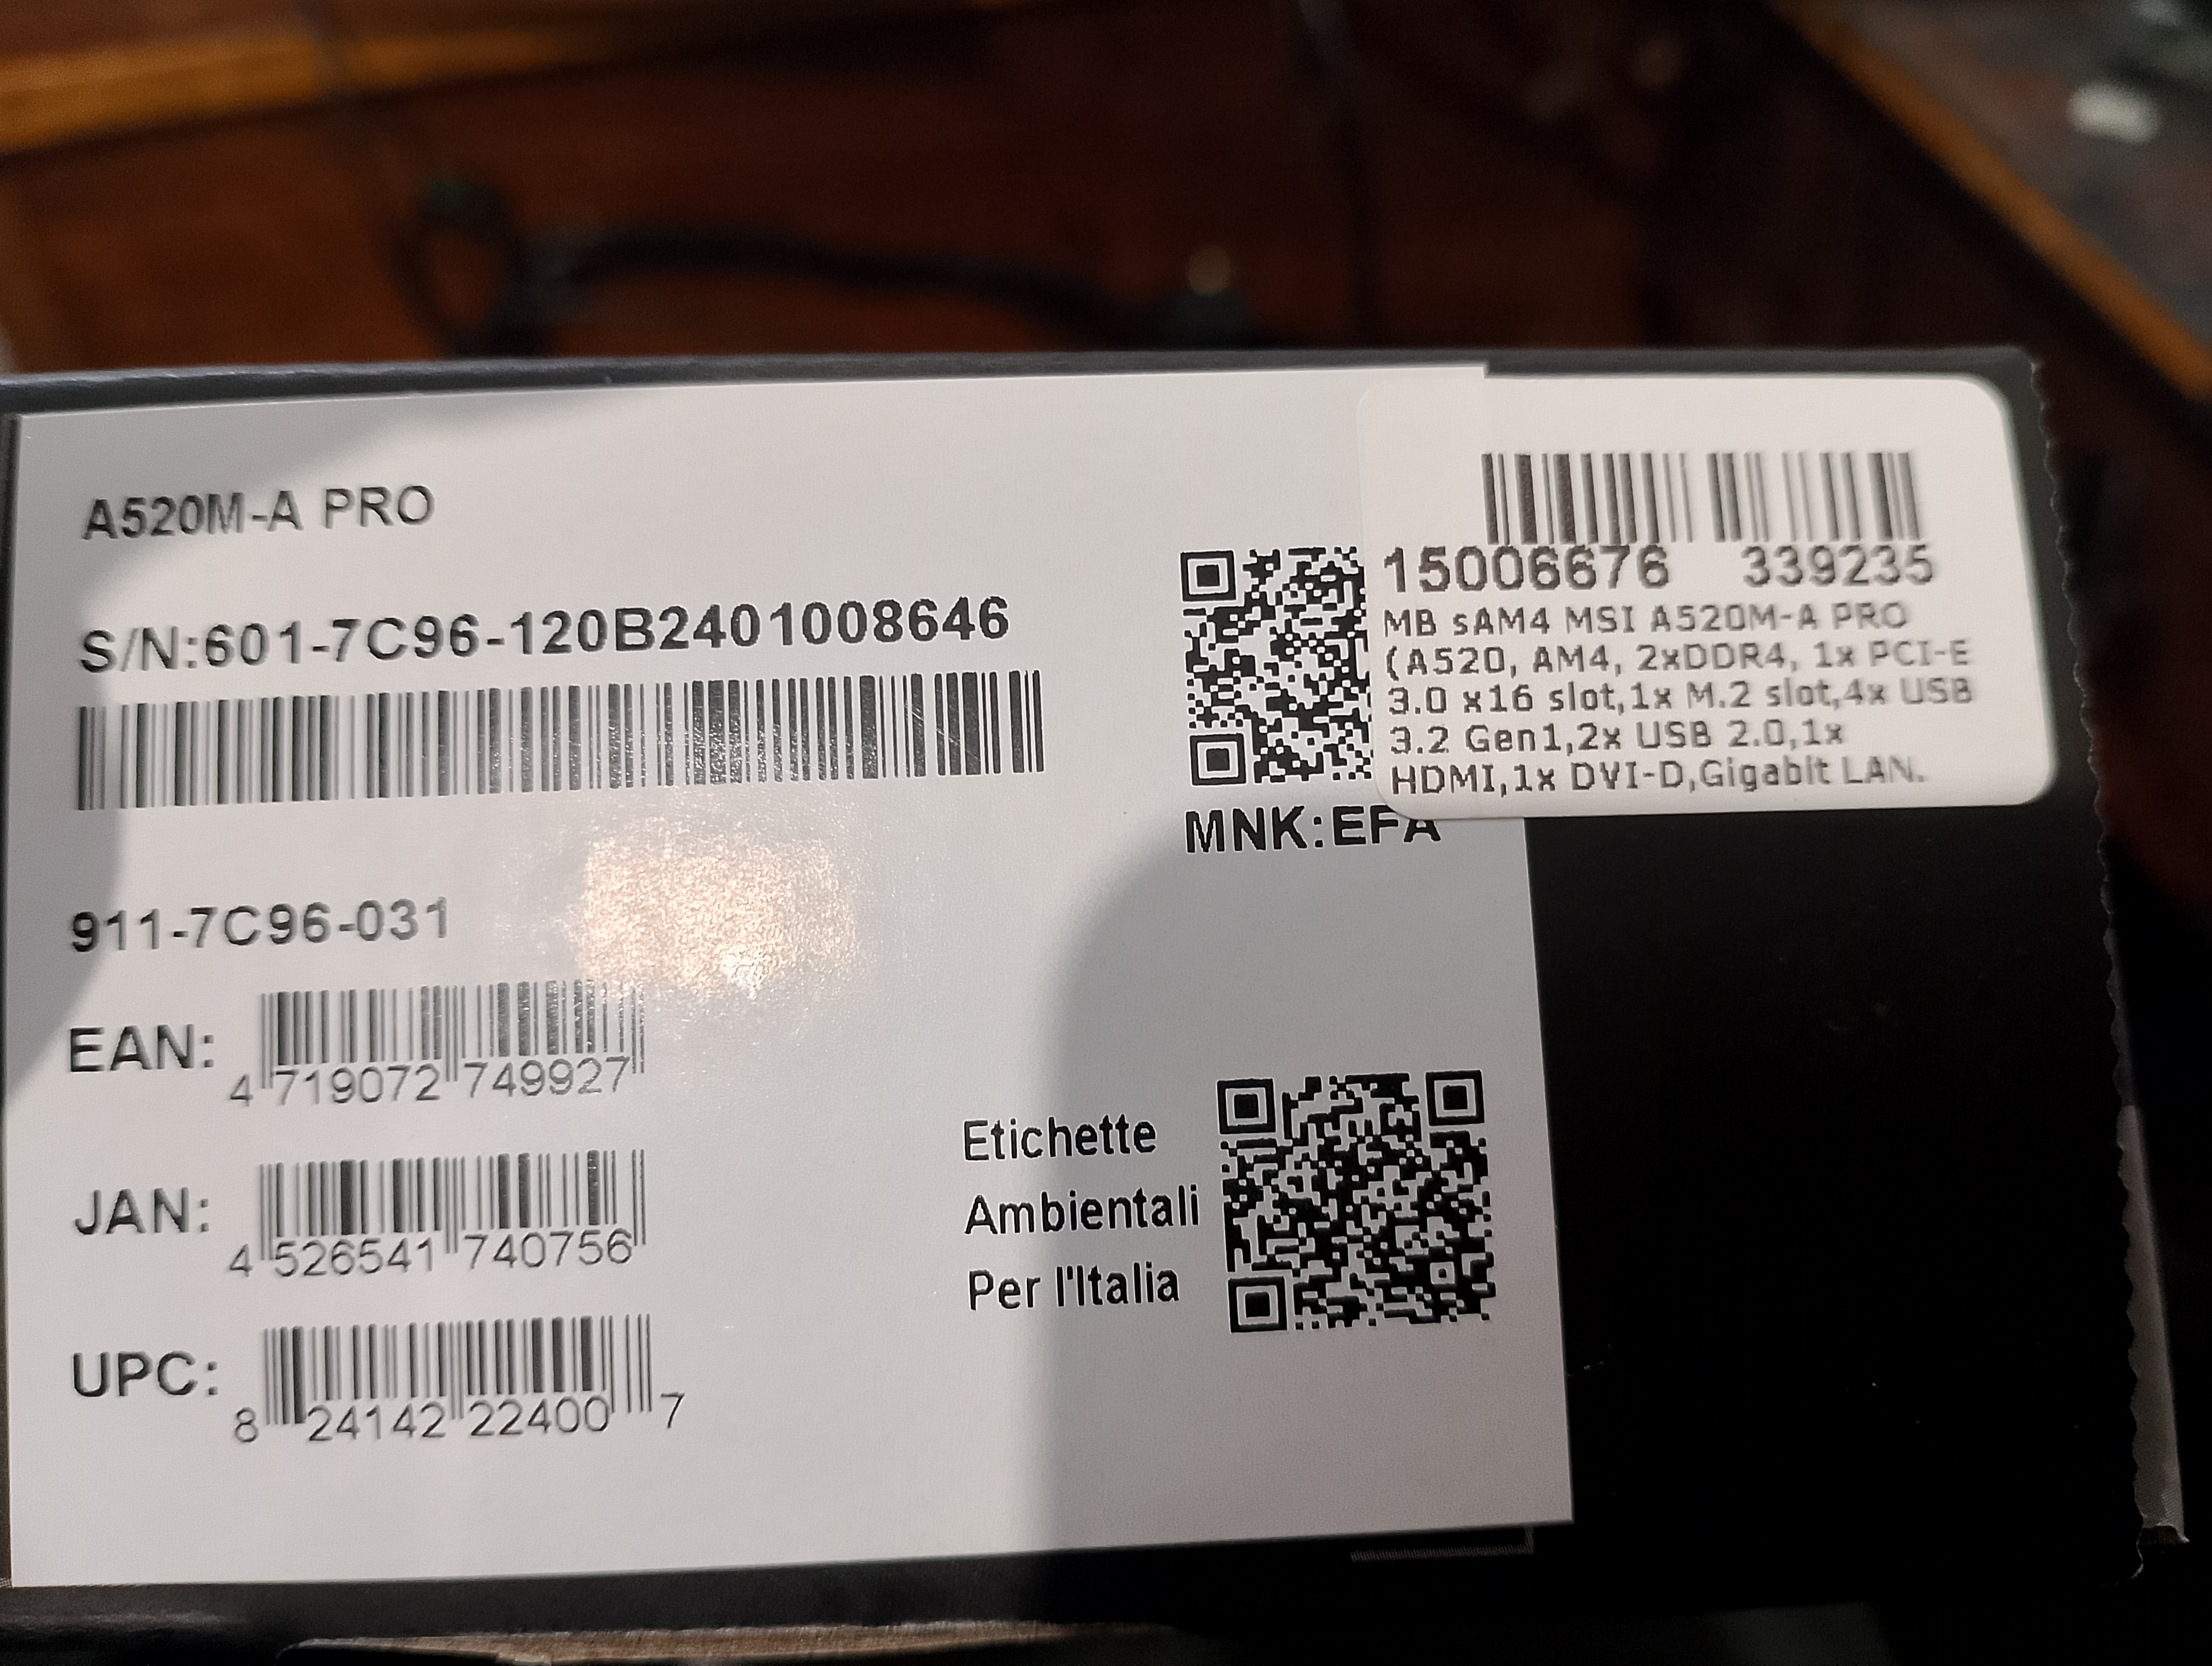 A520M-A PRO
S/N:601-7C96-120B2401008646
911-7C96-031
EAN:
4 719072 749927
JAN:
4 526541 740756
UPC:
8 24142 22400 7
MNK:EFA
Etichette
Ambientali
Per l'Italia
15006676 339235
MB sAM4 MSI A520M-A PRO
(A520, AM4, 2xDDR4, 1x PCI-E
3.0 x16 slot,1x M.2 slot,4x USB
3.2 Gen1,2x USB 2.0,1x
HDMI,1x DVI-D,Gigabit LAN.